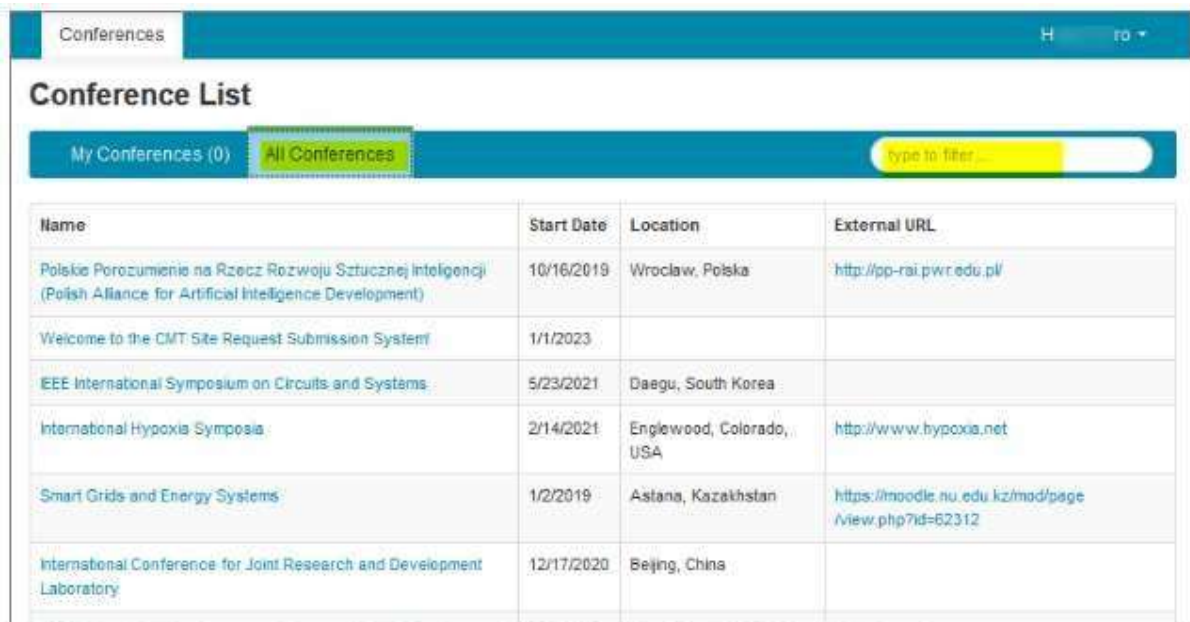 Conferences
H ro
Conference List
My Conferences (0) All Conferences type to filter...
Name Start Date Location External URL
Polskie Porozumienie na Rzecz Rozwoju Sztucznej Inteligencji 10/16/2019 Wroclaw, Polska http://pp-rai.pwr.edu.pl/
(Polish Alliance for Artificial Intelligence Development)
Welcome to the CMT Site Request Submission System! 1/1/2023
IEEE International Symposium on Circuits and Systems 5/23/2021 Daegu, South Korea
International Hypoxia Symposia 2/14/2021 Englewood, Colorado, http://www.hypoxia.net
USA
Smart Grids and Energy Systems 1/2/2019 Astana, Kazakhstan https://moodle.nu.edu.kz/mod/page
/view.php?id=62312
International Conference for Joint Research and Development 12/17/2020 Beijing, China
Laboratory